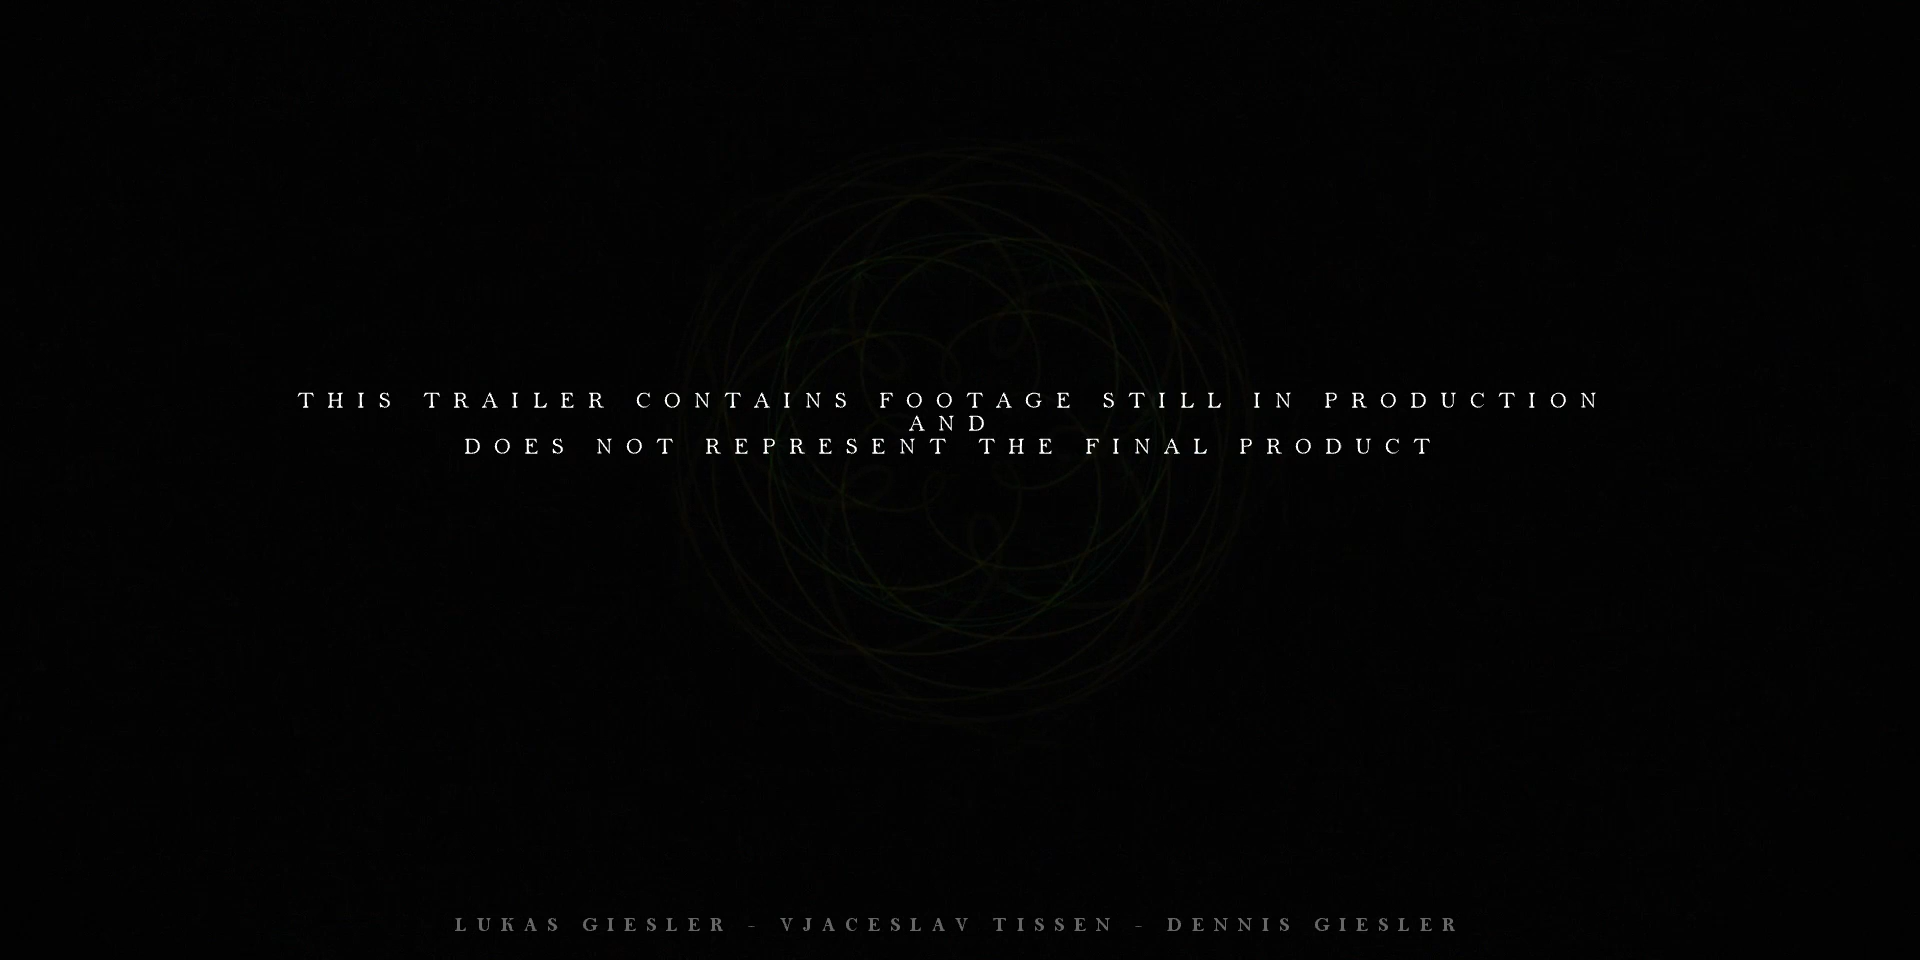 THIS TRAILER CONTAINS FOOTAGE STILL IN PRODUCTION
AND
DOES NOT REPRESENT THE FINAL PRODUCT
LUKAS GIESLER - VJACESLAV TISSEN - DENNIS GIESLER